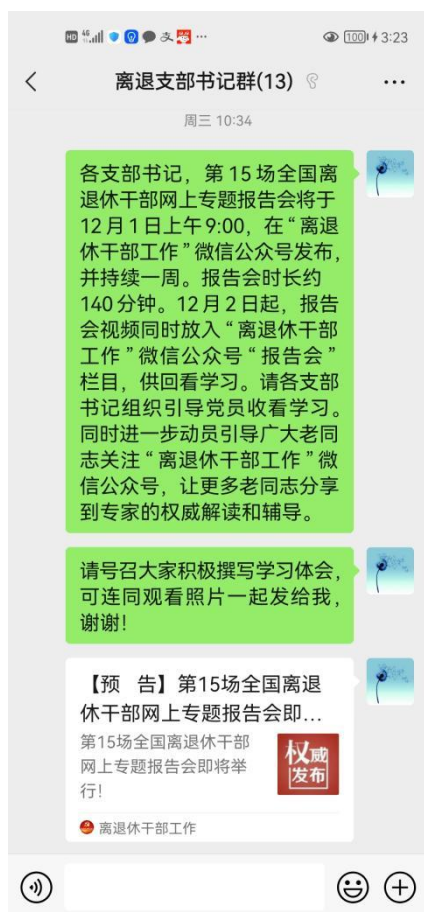 HD 4G 100 3:23
离退支部书记群(13)
周三 10:34
各支部书记，第15场全国离
退休干部网上专题报告会将于
12月1日上午9:00，在“离退
休干部工作”微信公众号发布，
并持续一周。报告会时长约
140分钟。12月2日起，报告
会视频同时放入“离退休干部
工作”微信公众号“报告会”
栏目，供回看学习。请各支部
书记组织引导党员收看学习。
同时进一步动员引导广大老同
志关注“离退休干部工作”微
信公众号，让更多老同志分享
到专家的权威解读和辅导。
请号召大家积极撰写学习体会，
可连同观看照片一起发给我，
谢谢！
【预 告】第15场全国离退
休干部网上专题报告会即...
第15场全国离退休干部
网上专题报告会即将举
行！
权威
发布
离退休干部工作